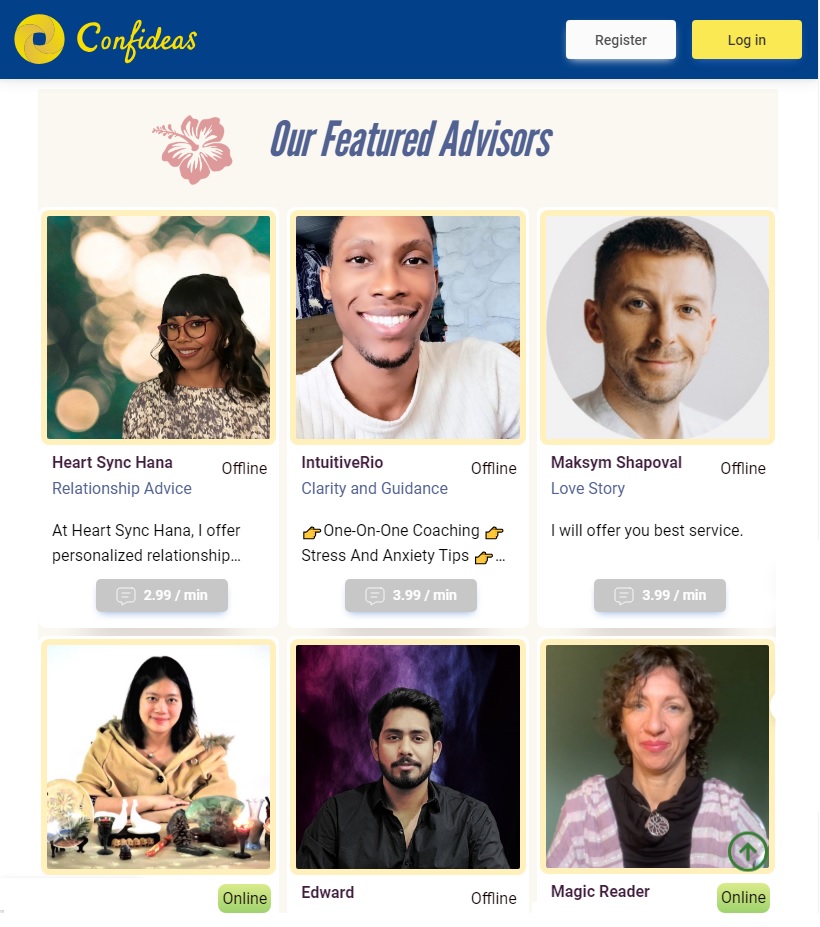 Confideas
Register
Log in
Our Featured Advisors
Heart Sync Hana
Offline
Relationship Advice
At Heart Sync Hana, I offer
personalized relationship...
2.99 / min
IntuitiveRio
Offline
Clarity and Guidance
👉One-On-One Coaching 👉
Stress And Anxiety Tips 👉...
3.99 / min
Maksym Shapoval
Offline
Love Story
I will offer you best service.
3.99 / min
Online
Edward
Offline
Magic Reader
Online